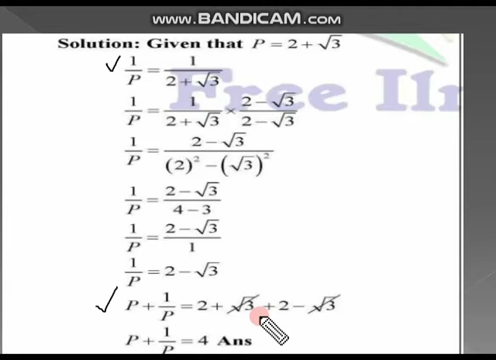 www.BANDICAM.com
Solution: Given that P = 2 + √3
✓ 1/P = 1/(2 + √3)
Free Ilm
1/P = 1/(2 + √3) × (2 − √3)/(2 − √3)
1/P = (2 − √3)/((2)² − (√3)²)
1/P = (2 − √3)/(4 − 3)
1/P = (2 − √3)/1
1/P = 2 − √3
✓ P + 1/P = 2 + √3 + 2 − √3
P + 1/P = 4 Ans